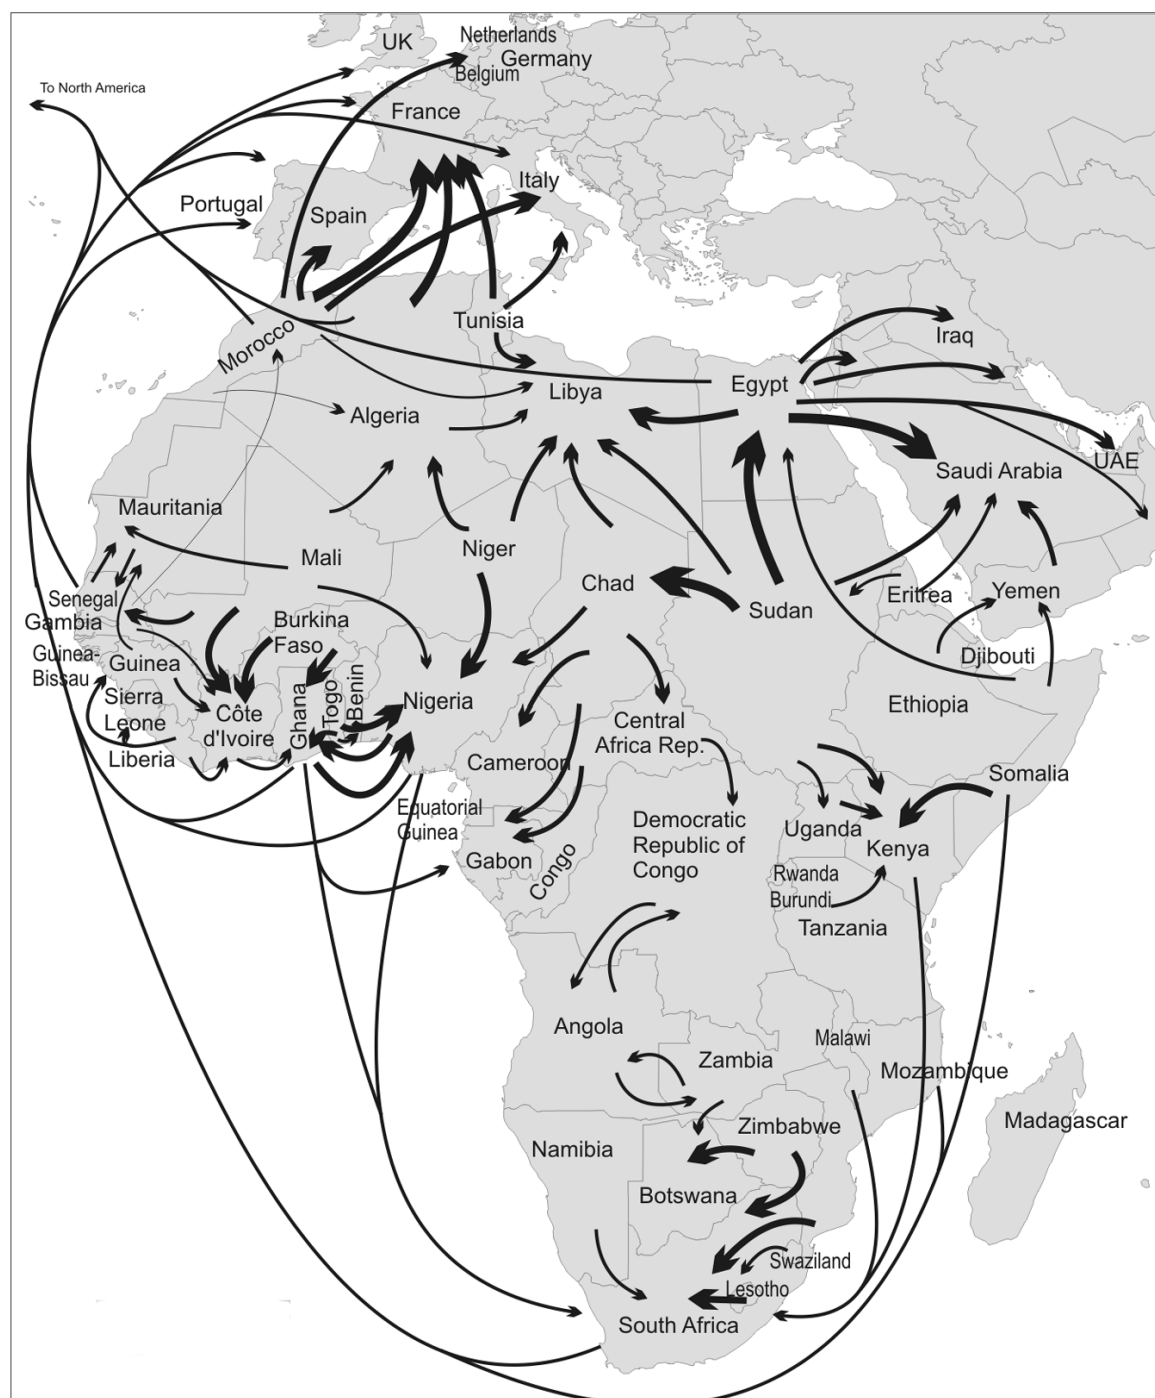 UK
Netherlands
Germany
Belgium
To North America
France
Italy
Portugal
Spain
Tunisia
Morocco
Iraq
Egypt
Libya
Algeria
UAE
Saudi Arabia
Mauritania
Niger
Mali
Chad
Yemen
Eritrea
Senegal
Sudan
Gambia
Burkina
Faso
Guinea-
Bissau
Guinea
Djibouti
Sierra
Leone
Ghana
Togo
Benin
Nigeria
Ethiopia
Côte
d'Ivoire
Central
Africa Rep.
Liberia
Cameroon
Somalia
Equatorial
Guinea
Democratic
Republic of
Congo
Uganda
Kenya
Gabon
Congo
Rwanda
Burundi
Tanzania
Angola
Malawi
Zambia
Mozambique
Madagascar
Zimbabwe
Namibia
Botswana
Swaziland
Lesotho
South Africa